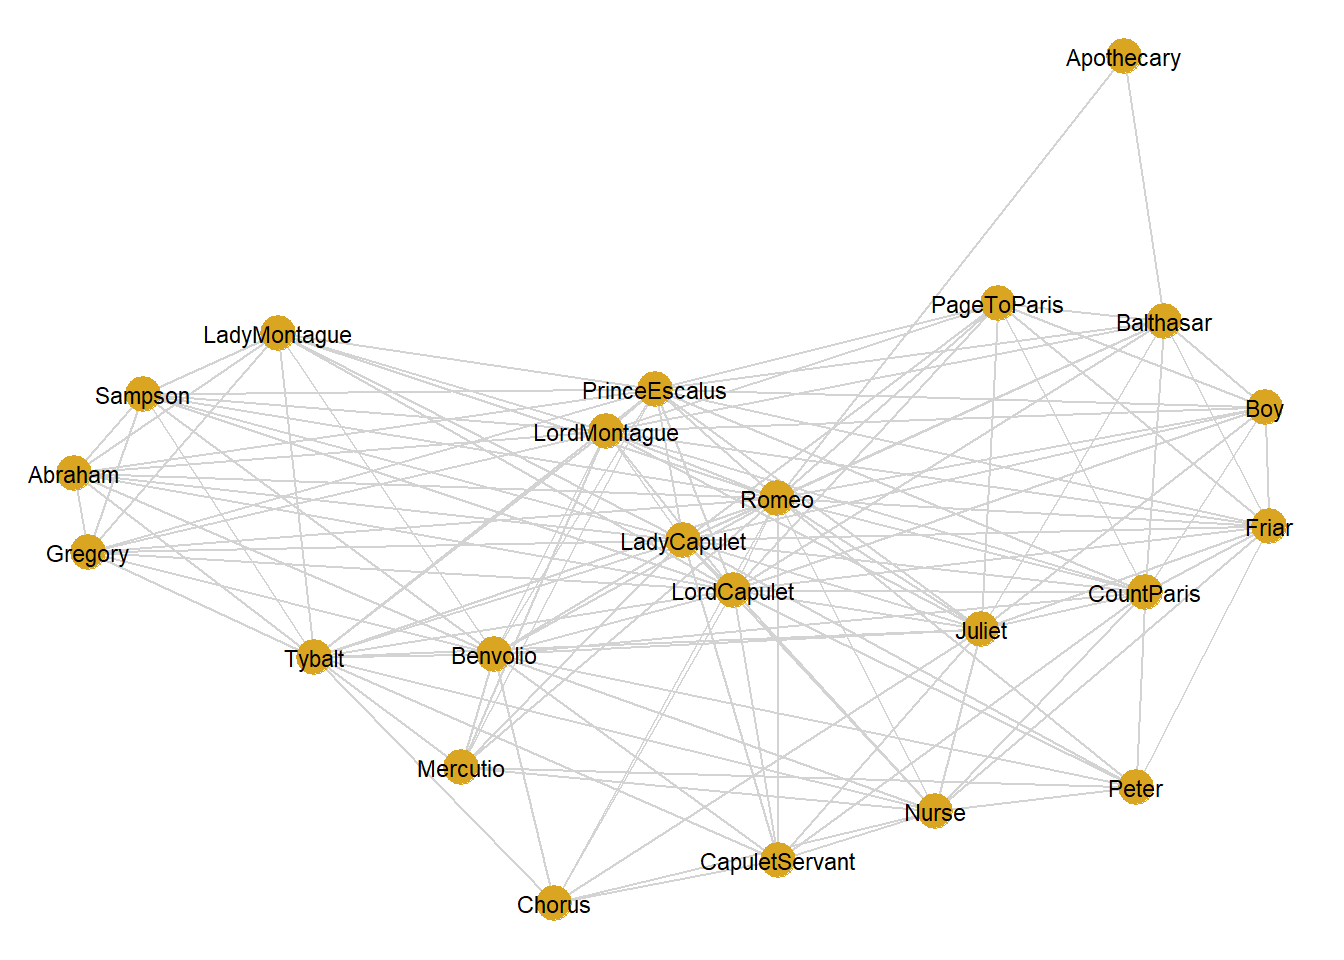 Apothecary
PageToParis
Balthasar
LadyMontague
PrinceEscalus
Sampson
Boy
LordMontague
Abraham
Romeo
Friar
LadyCapulet
Gregory
LordCapulet
CountParis
Juliet
Benvolio
Tybalt
Mercutio
Peter
Nurse
CapuletServant
Chorus